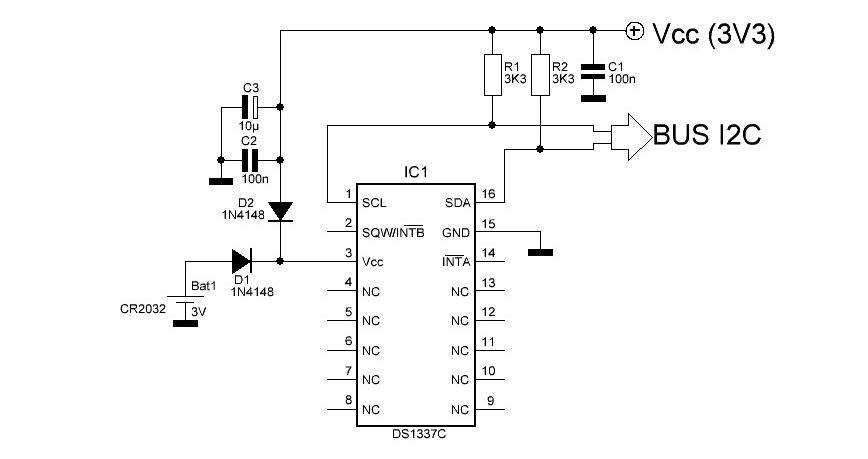 Vcc (3V3)
R1
3K3
R2
3K3
C1
100n
C3
10µ
C2
100n
BUS I2C
IC1
D2
1N4148
D1
1N4148
Bat1
CR2032
3V
1 SCL SDA 16
2 SQW/INTB GND 15
3 Vcc INTA 14
4 NC NC 13
5 NC NC 12
6 NC NC 11
7 NC NC 10
8 NC NC 9
DS1337C